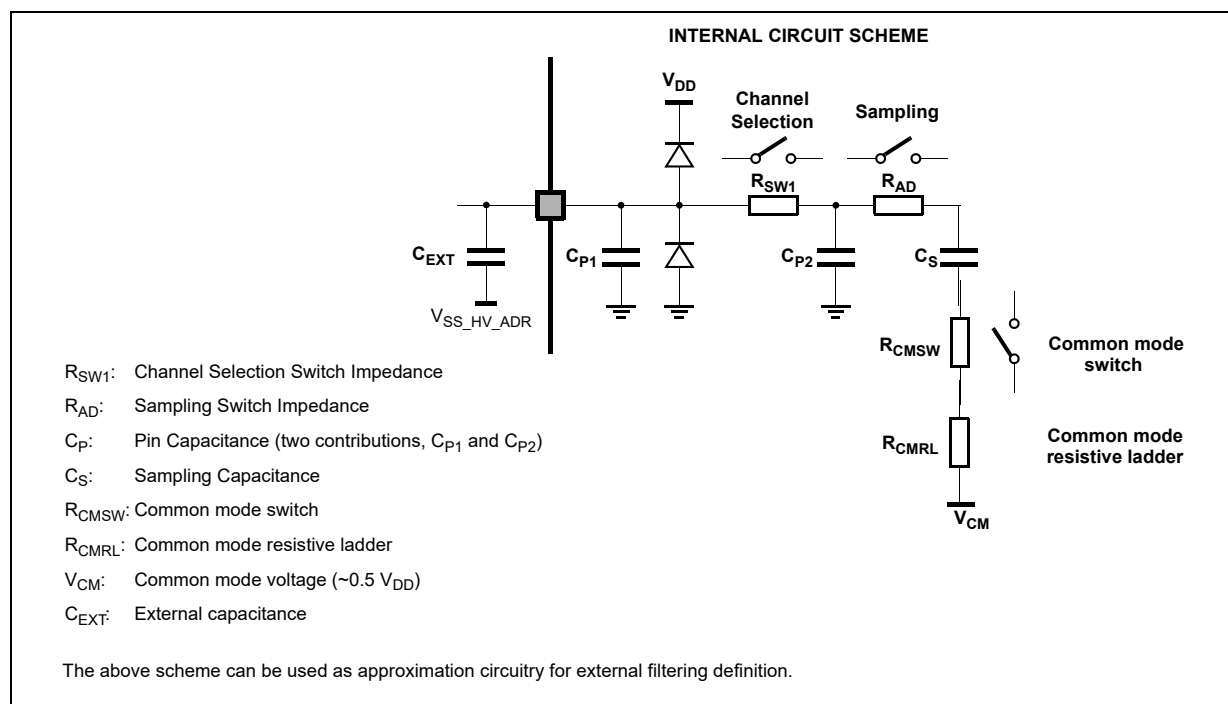 INTERNAL CIRCUIT SCHEME
VDD
Channel
Selection
Sampling
RSW1
RAD
CEXT
CP1
CP2
CS
VSS_HV_ADR
RCMSW
Common mode
switch
RCMRL
Common mode
resistive ladder
VCM
RSW1: Channel Selection Switch Impedance
RAD: Sampling Switch Impedance
CP: Pin Capacitance (two contributions, CP1 and CP2)
CS: Sampling Capacitance
RCMSW: Common mode switch
RCMRL: Common mode resistive ladder
VCM: Common mode voltage (~0.5 VDD)
CEXT: External capacitance
The above scheme can be used as approximation circuitry for external filtering definition.